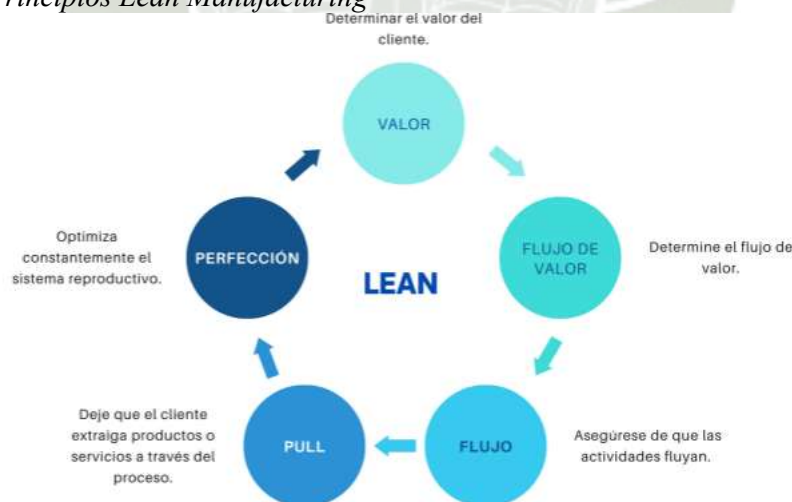 Principios Lean Manufacturing
Determinar el valor del
cliente.
VALOR
FLUJO DE
VALOR
Determine el flujo de
valor.
LEAN
Optimiza
constantemente el
sistema reproductivo.
PERFECCIÓN
Deje que el cliente
extraiga productos o
servicios a través del
proceso.
PULL
FLUJO
Asegúrese de que las
actividades fluyan.